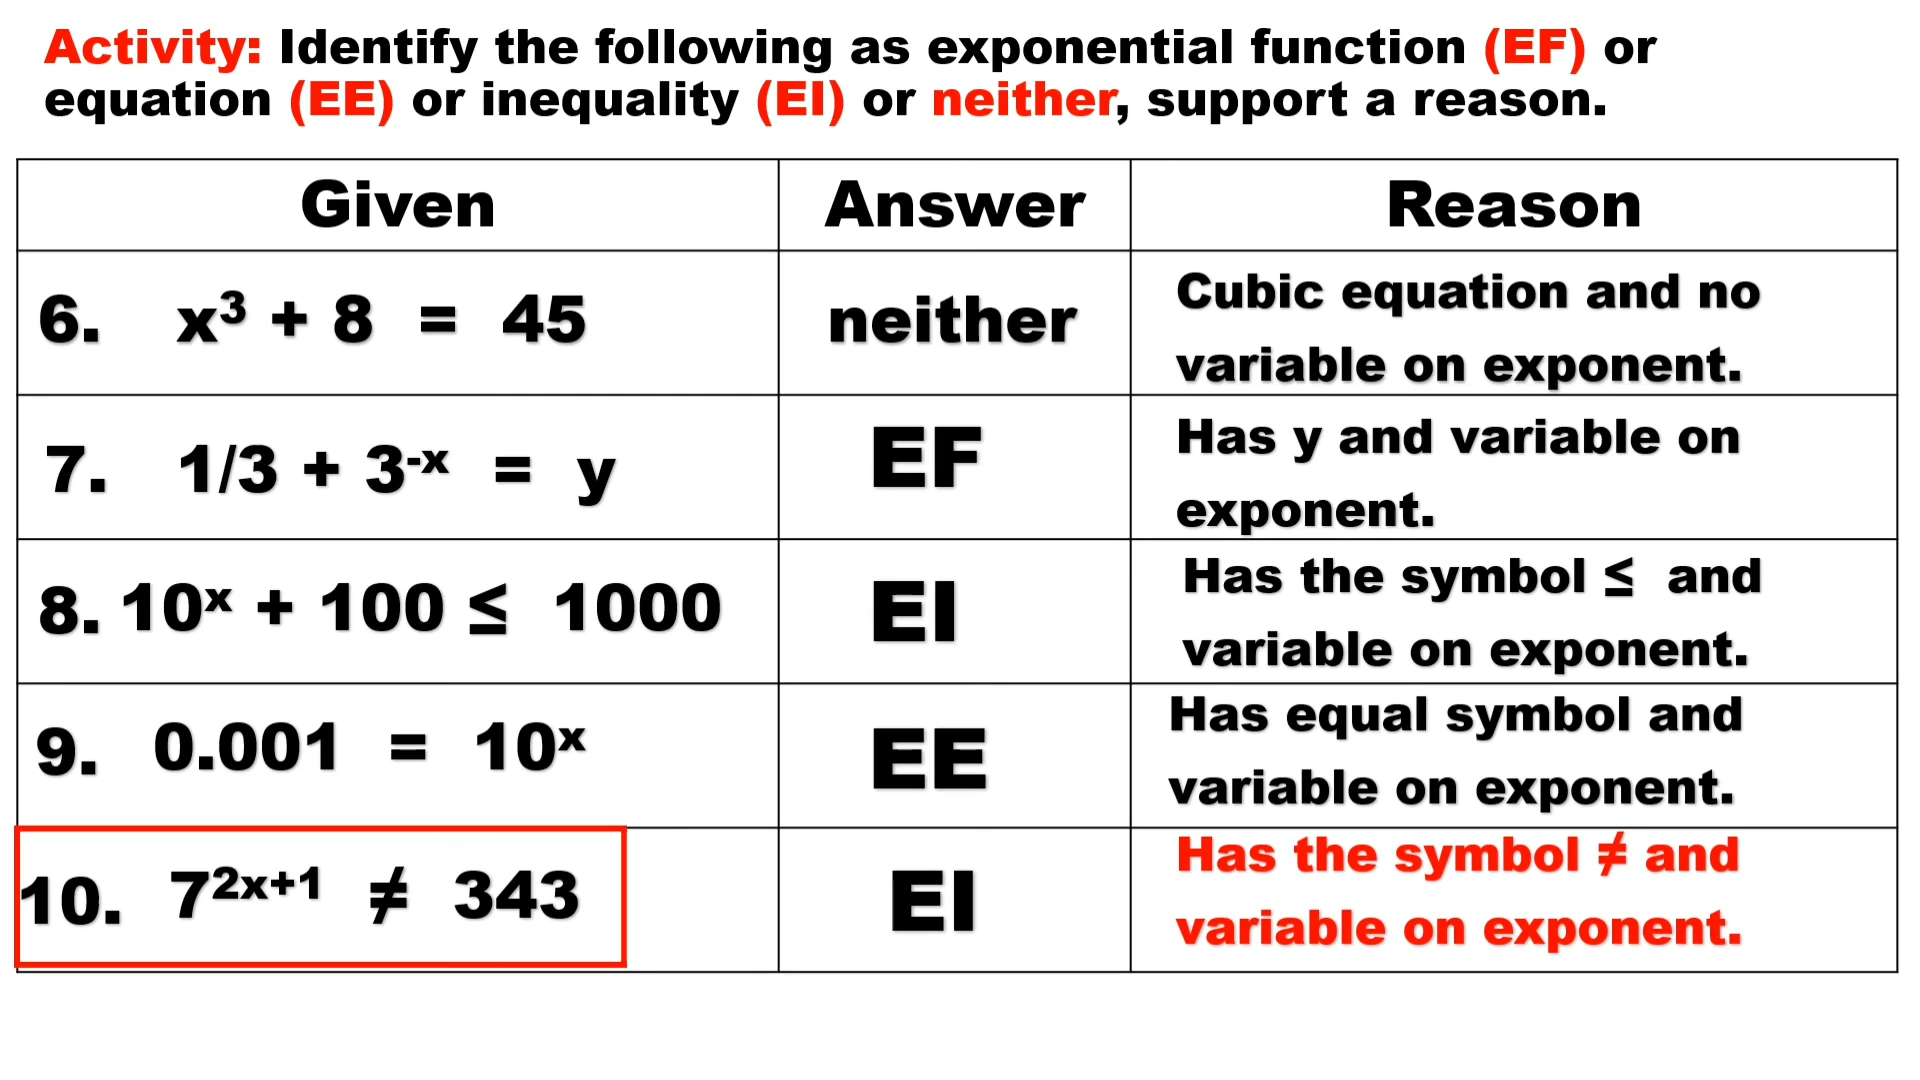 Activity: Identify the following as exponential function (EF) or
equation (EE) or inequality (EI) or neither, support a reason.
Given Answer Reason
6. x³ + 8 = 45 neither Cubic equation and no
variable on exponent.
7. 1/3 + 3⁻ˣ = y EF Has y and variable on
exponent.
8. 10ˣ + 100 ≤ 1000 EI Has the symbol ≤ and
variable on exponent.
9. 0.001 = 10ˣ EE Has equal symbol and
variable on exponent.
10. 7²ˣ⁺¹ ≠ 343 EI Has the symbol ≠ and
variable on exponent.